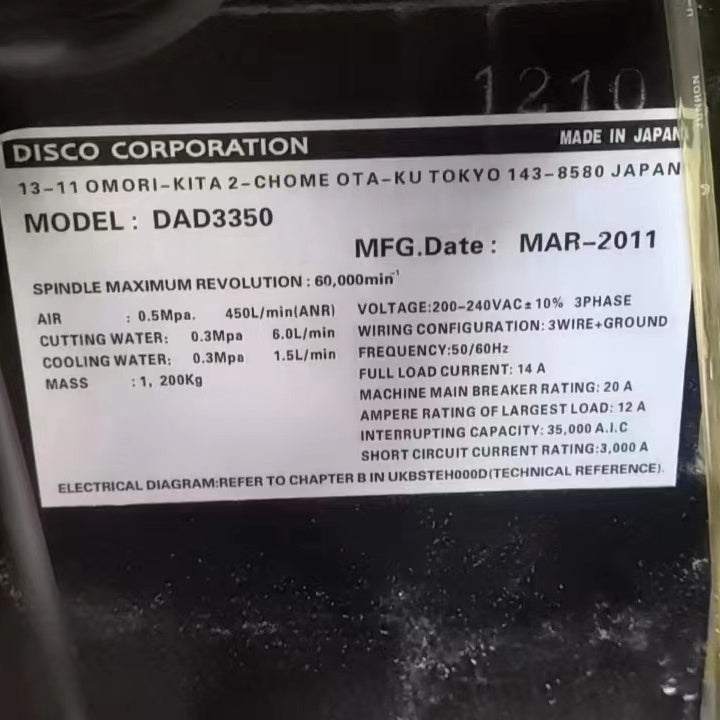 1210
JUNRON
DISCO CORPORATION MADE IN JAPAN
13-11 OMORI-KITA 2-CHOME OTA-KU TOKYO 143-8580 JAPAN
MODEL : DAD3350
MFG.Date : MAR-2011
SPINDLE MAXIMUM REVOLUTION : 60,000min⁻¹
AIR : 0.5Mpa. 450L/min(ANR)
CUTTING WATER: 0.3Mpa 6.0L/min
COOLING WATER: 0.3Mpa 1.5L/min
MASS : 1, 200Kg
VOLTAGE:200-240VAC±10% 3PHASE
WIRING CONFIGURATION: 3WIRE+GROUND
FREQUENCY:50/60Hz
FULL LOAD CURRENT: 14 A
MACHINE MAIN BREAKER RATING: 20 A
AMPERE RATING OF LARGEST LOAD: 12 A
INTERRUPTING CAPACITY: 35,000 A.I.C
SHORT CIRCUIT CURRENT RATING:3,000 A
ELECTRICAL DIAGRAM:REFER TO CHAPTER B IN UKBSTEH000D(TECHNICAL REFERENCE).